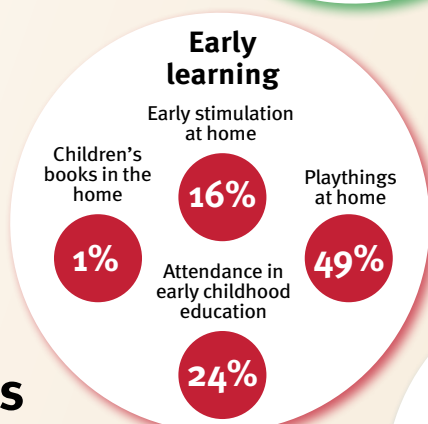 Early
learning
Early stimulation
at home
16%
Children’s
books in the
home
1%
Playthings
at home
49%
Attendance in
early childhood
education
24%
s